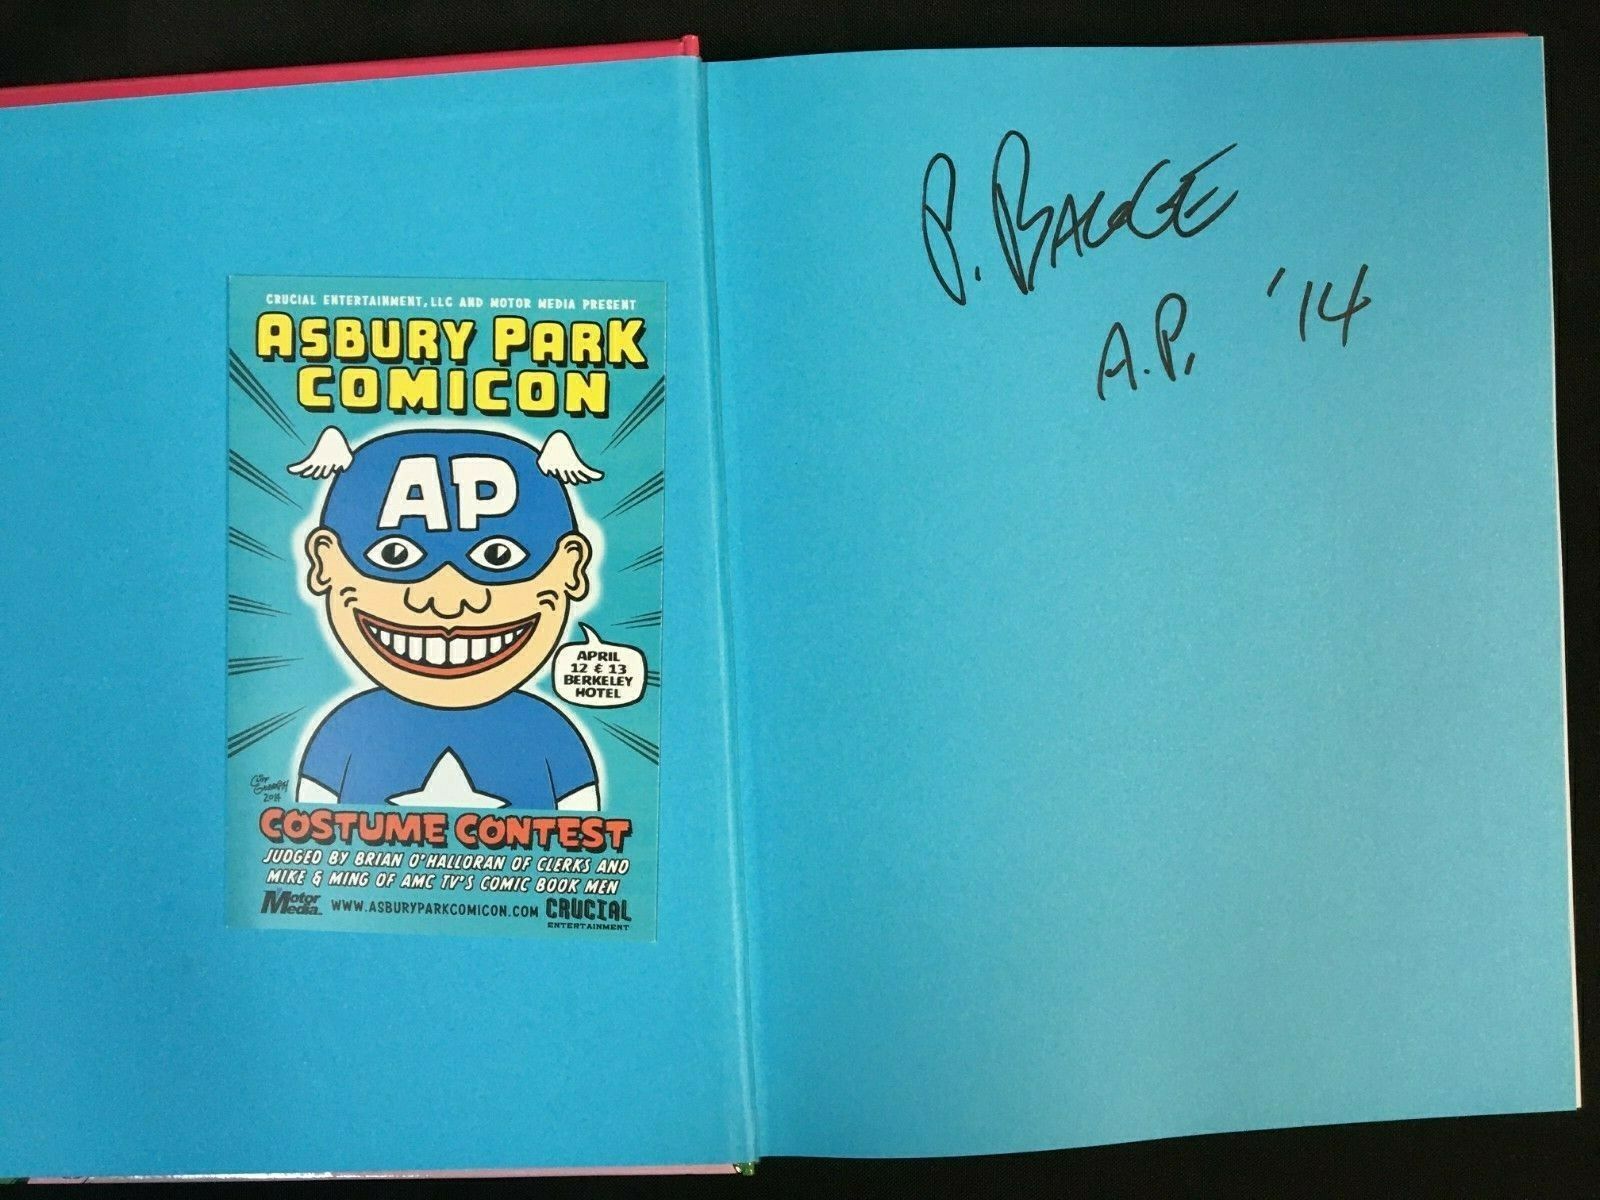 CRUCIAL ENTERTAINMENT, LLC AND MOTOR MEDIA PRESENT
ASBURY PARK
COMICON
AP
APRIL
12 & 13
BERKELEY
HOTEL
2014
COSTUME CONTEST
JUDGED BY BRIAN O'HALLORAN OF CLERKS AND
MIKE & MING OF AMC TV'S COMIC BOOK MEN
Motor
Media
WWW.ASBURYPARKCOMICON.COM
CRUCIAL
ENTERTAINMENT
P. BAGGE
A.P. '14